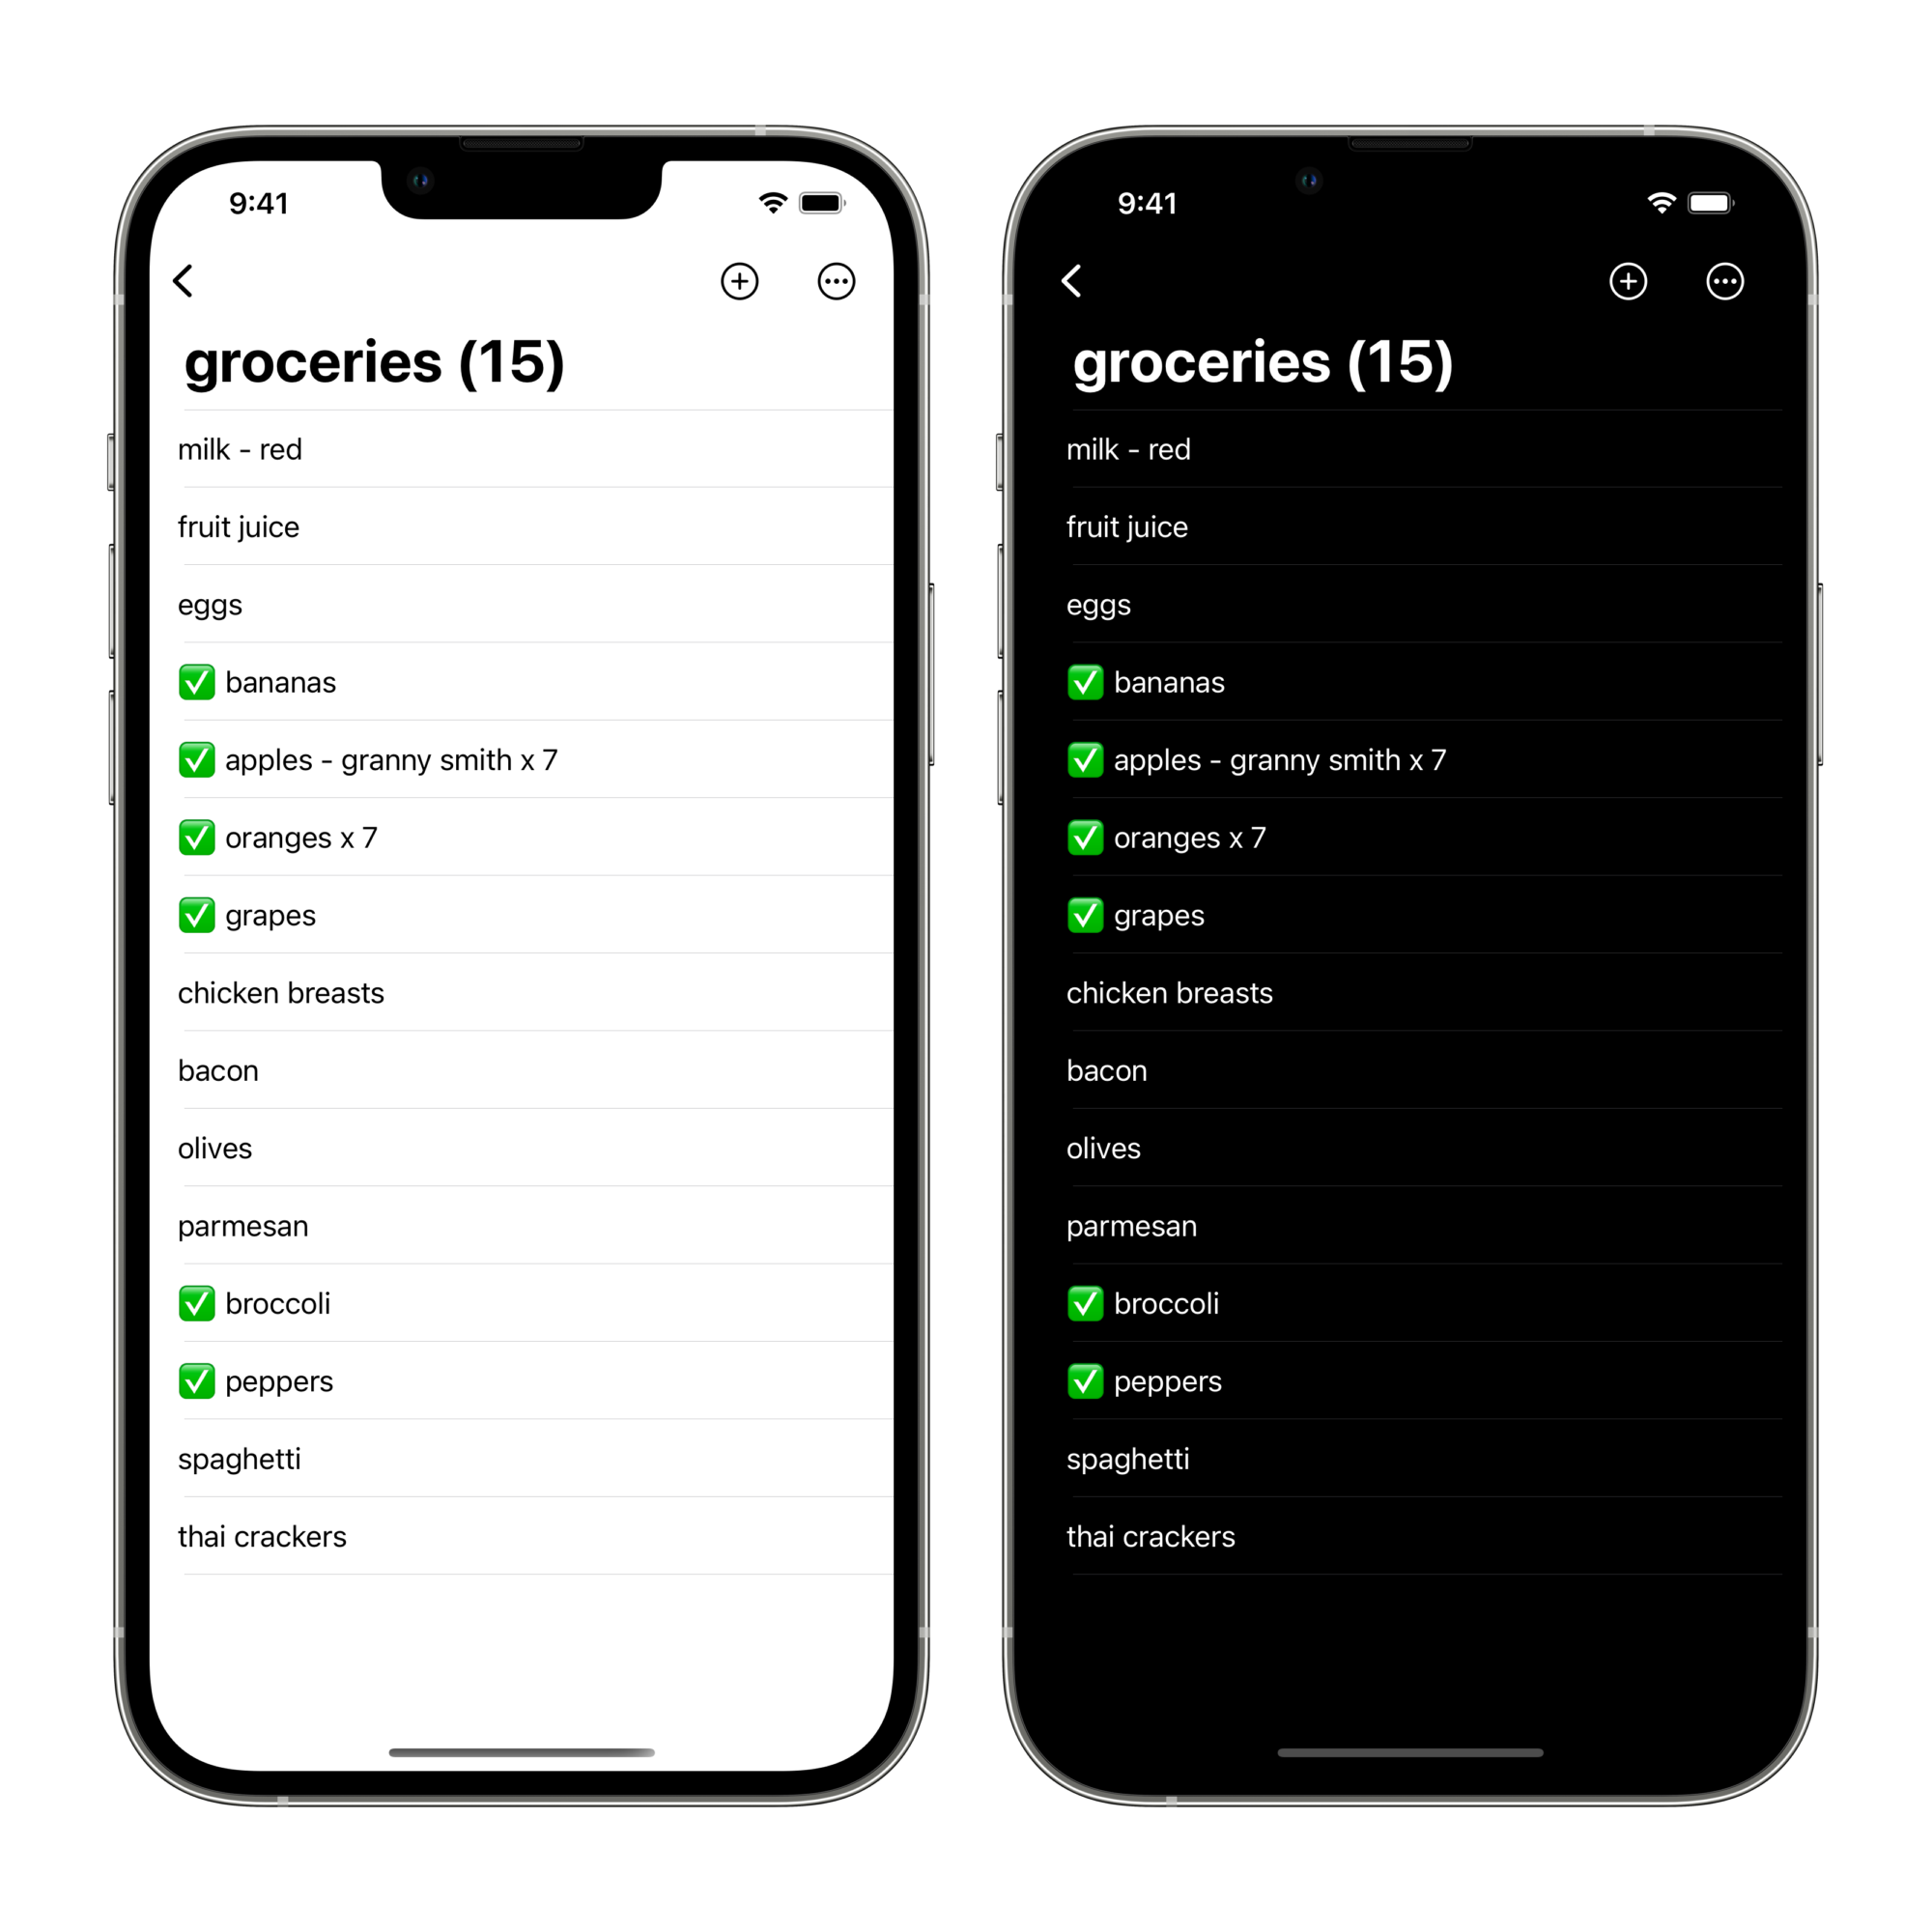 9:41
groceries (15)
milk - red
fruit juice
eggs
✅ bananas
✅ apples - granny smith x 7
✅ oranges x 7
✅ grapes
chicken breasts
bacon
olives
parmesan
✅ broccoli
✅ peppers
spaghetti
thai crackers
9:41
groceries (15)
milk - red
fruit juice
eggs
✅ bananas
✅ apples - granny smith x 7
✅ oranges x 7
✅ grapes
chicken breasts
bacon
olives
parmesan
✅ broccoli
✅ peppers
spaghetti
thai crackers